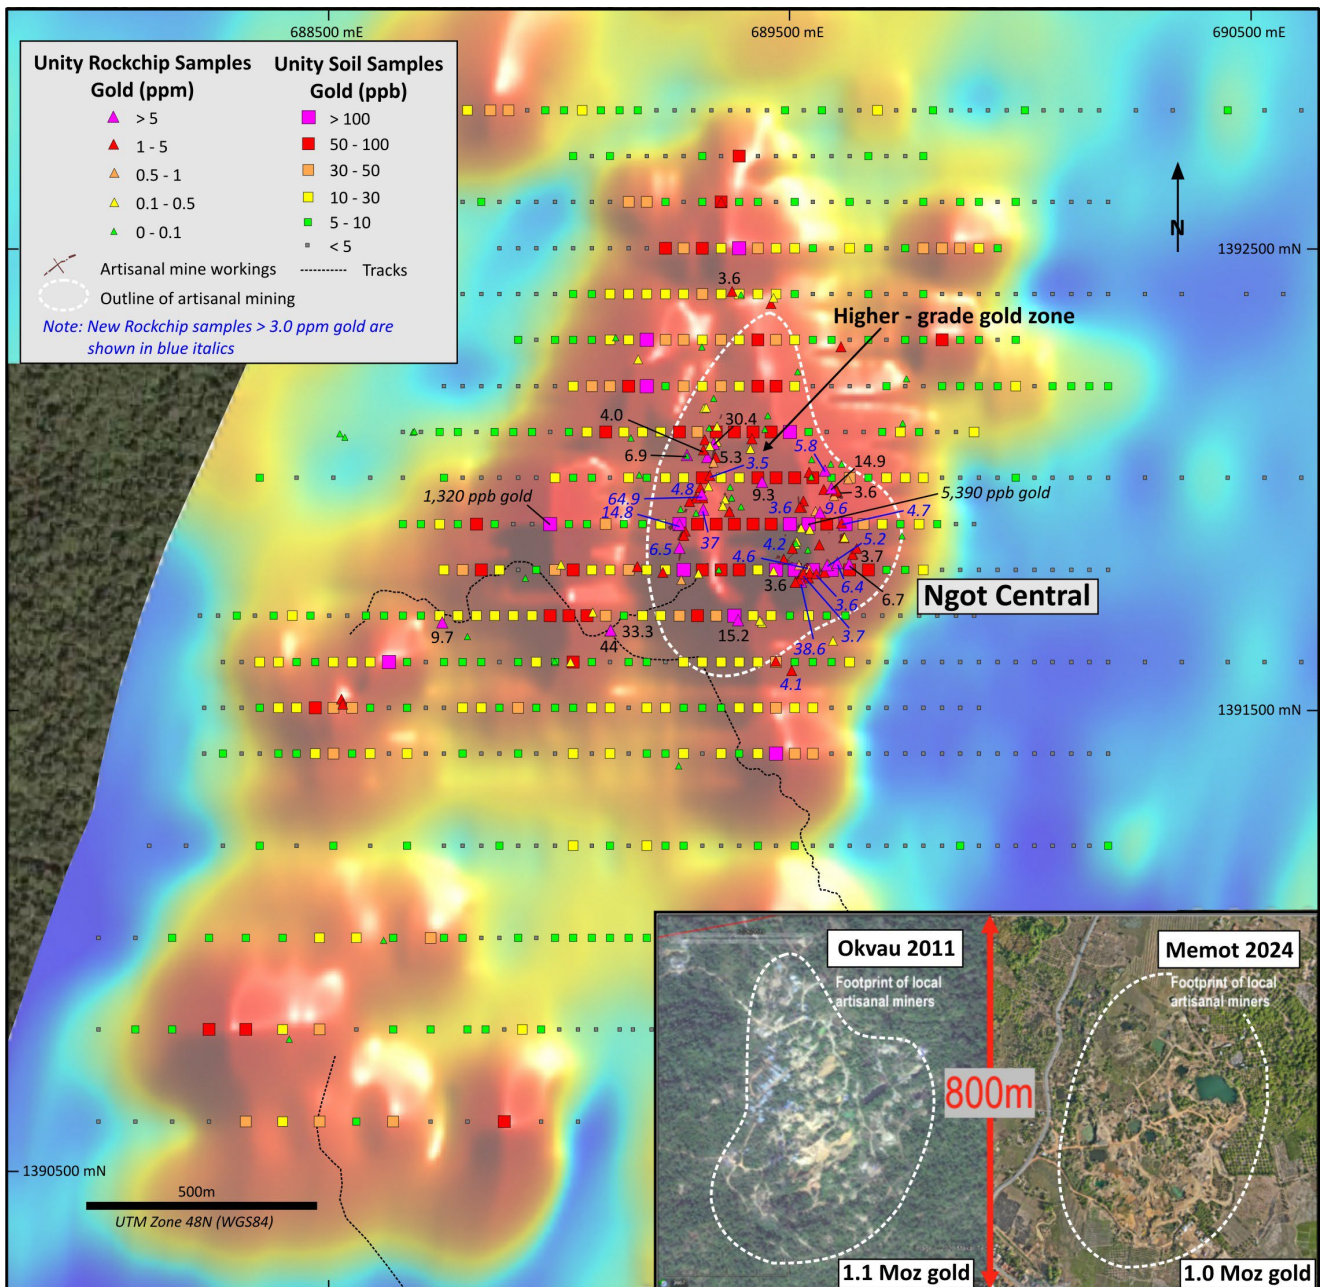 688500 mE
689500 mE
690500 mE
Unity Rockchip Samples
Gold (ppm)
> 5
1 - 5
0.5 - 1
0.1 - 0.5
0 - 0.1
Unity Soil Samples
Gold (ppb)
> 100
50 - 100
30 - 50
10 - 30
5 - 10
< 5
Artisanal mine workings
Tracks
Outline of artisanal mining
Note: New Rockchip samples > 3.0 ppm gold are
shown in blue italics
N
1392500 mN
3.6
Higher - grade gold zone
4.0
30.4
6.9
5.3
3.5
5.8
14.9
4.8
9.3
3.6
1,320 ppb gold
64.9
5,390 ppb gold
14.8
3.6
9.6
4.7
37
6.5
4.2
5.2
4.6
3.7
3.6
6.4
6.7
Ngot Central
3.6
9.7
44
33.3
15.2
3.7
38.6
4.1
1391500 mN
Okvau 2011
Footprint of local
artisanal miners
Memot 2024
Footprint of local
artisanal miners
800m
1390500 mN
500m
UTM Zone 48N (WGS84)
1.1 Moz gold
1.0 Moz gold